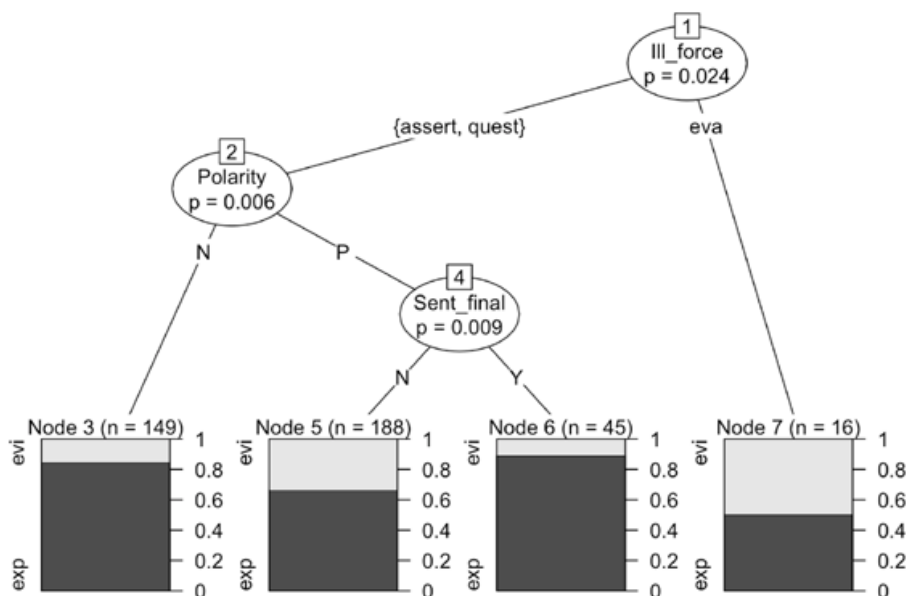 1
Ill_force
p = 0.024
{assert, quest}
eva
2
Polarity
p = 0.006
N
P
4
Sent_final
p = 0.009
N
Y
Node 3 (n = 149)
evi
exp
1
0.8
0.6
0.4
0.2
0
Node 5 (n = 188)
evi
exp
1
0.8
0.6
0.4
0.2
0
Node 6 (n = 45)
evi
exp
1
0.8
0.6
0.4
0.2
0
Node 7 (n = 16)
evi
exp
1
0.8
0.6
0.4
0.2
0